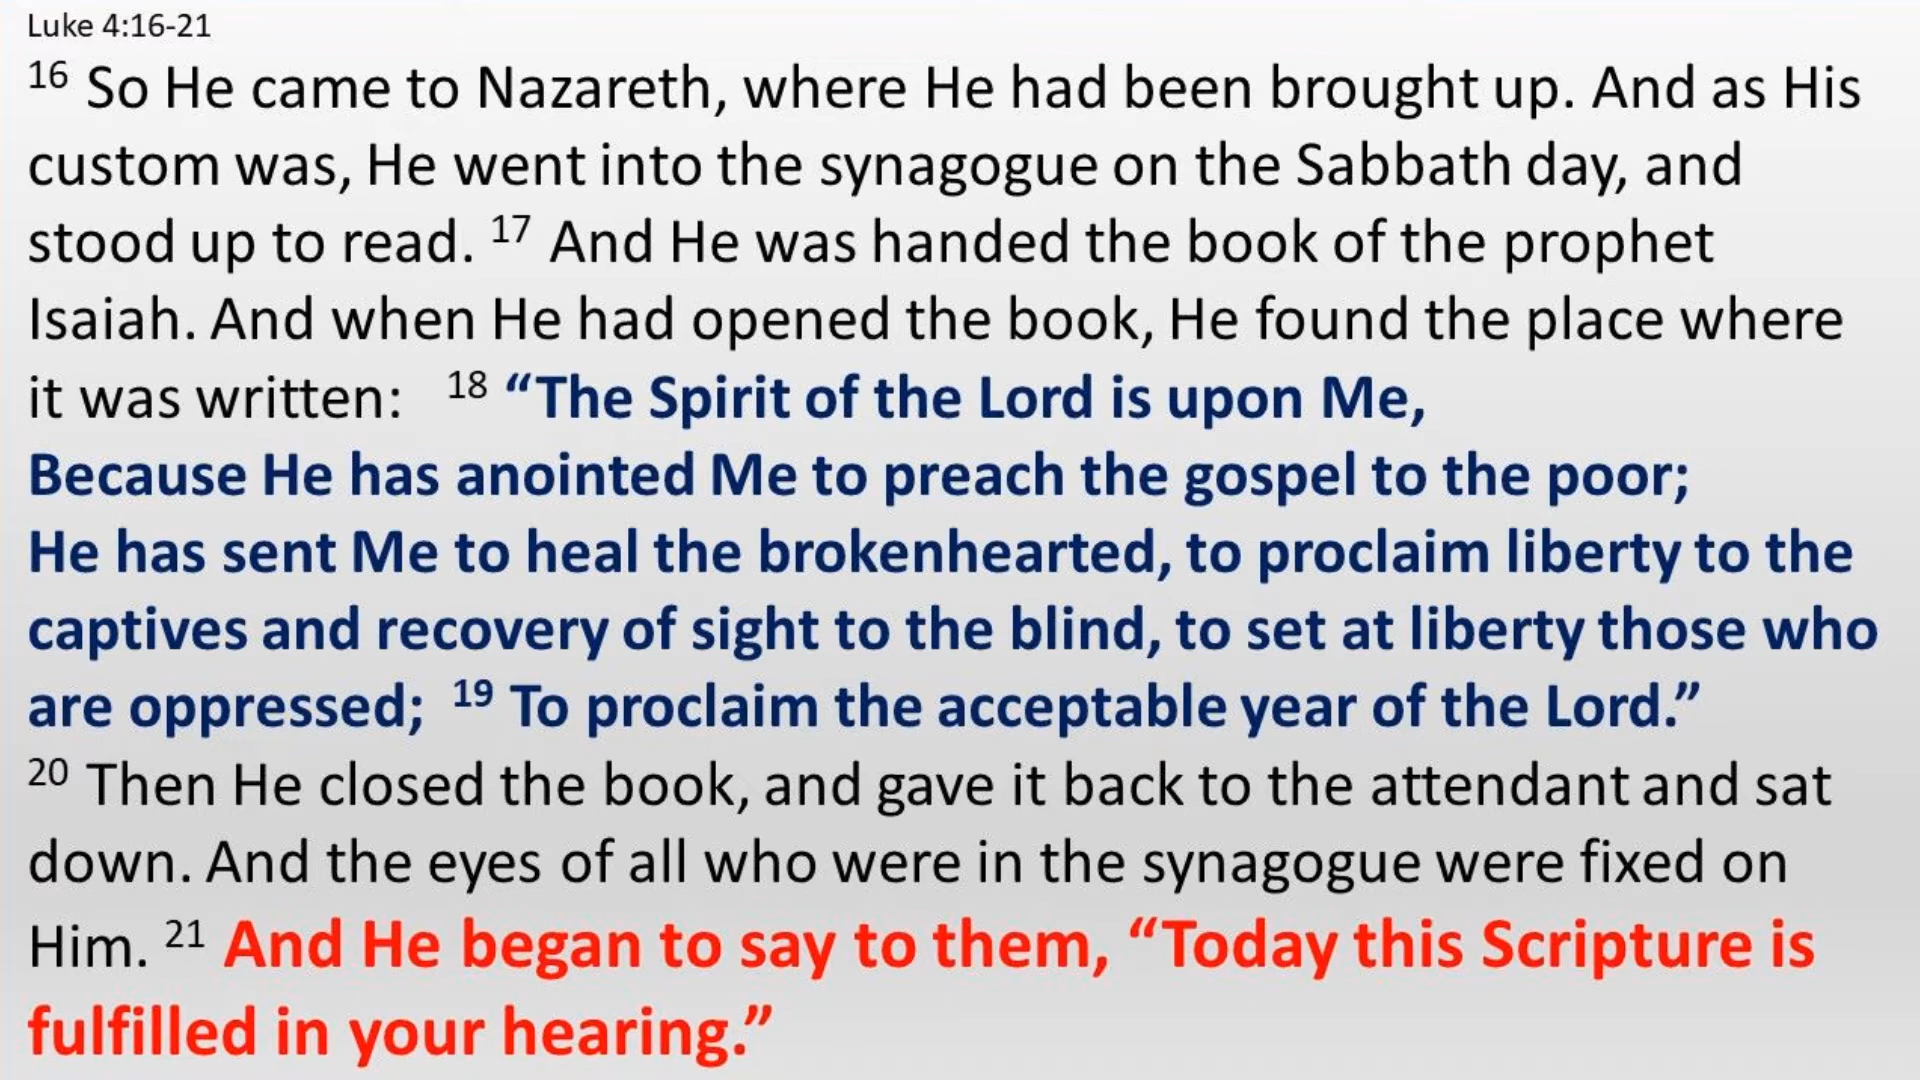 Luke 4:16-21
16 So He came to Nazareth, where He had been brought up. And as His
custom was, He went into the synagogue on the Sabbath day, and
stood up to read. 17 And He was handed the book of the prophet
Isaiah. And when He had opened the book, He found the place where
it was written: 18 “The Spirit of the Lord is upon Me,
Because He has anointed Me to preach the gospel to the poor;
He has sent Me to heal the brokenhearted, to proclaim liberty to the
captives and recovery of sight to the blind, to set at liberty those who
are oppressed; 19 To proclaim the acceptable year of the Lord.”
20 Then He closed the book, and gave it back to the attendant and sat
down. And the eyes of all who were in the synagogue were fixed on
Him. 21 And He began to say to them, “Today this Scripture is
fulfilled in your hearing.”